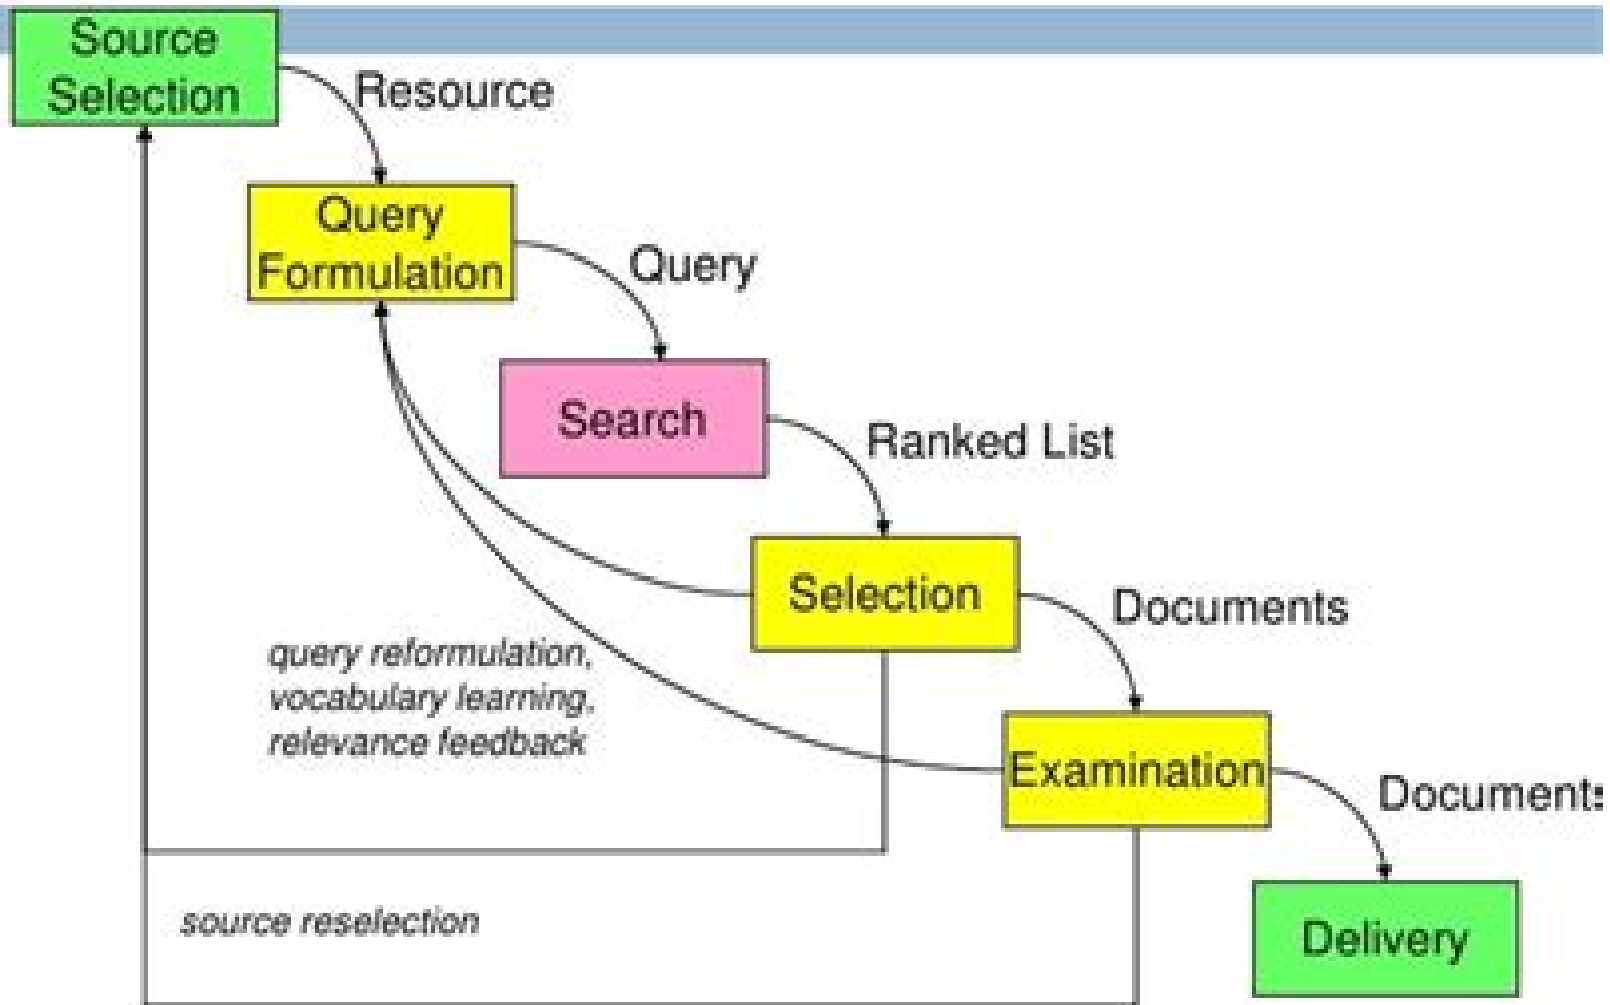 Source
Selection
Resource
Query
Formulation
Query
Search
Ranked List
Selection
Documents
query reformulation,
vocabulary learning,
relevance feedback
Examination
Documents
source reselection
Delivery